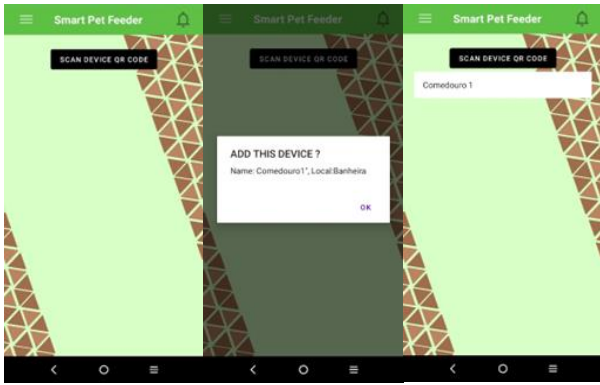 Smart Pet Feeder
SCAN DEVICE QR CODE
Smart Pet Feeder
SCAN DEVICE QR CODE
ADD THIS DEVICE ?
Name: Comedouro1", Local:Banheira
OK
Smart Pet Feeder
SCAN DEVICE QR CODE
Comedouro 1